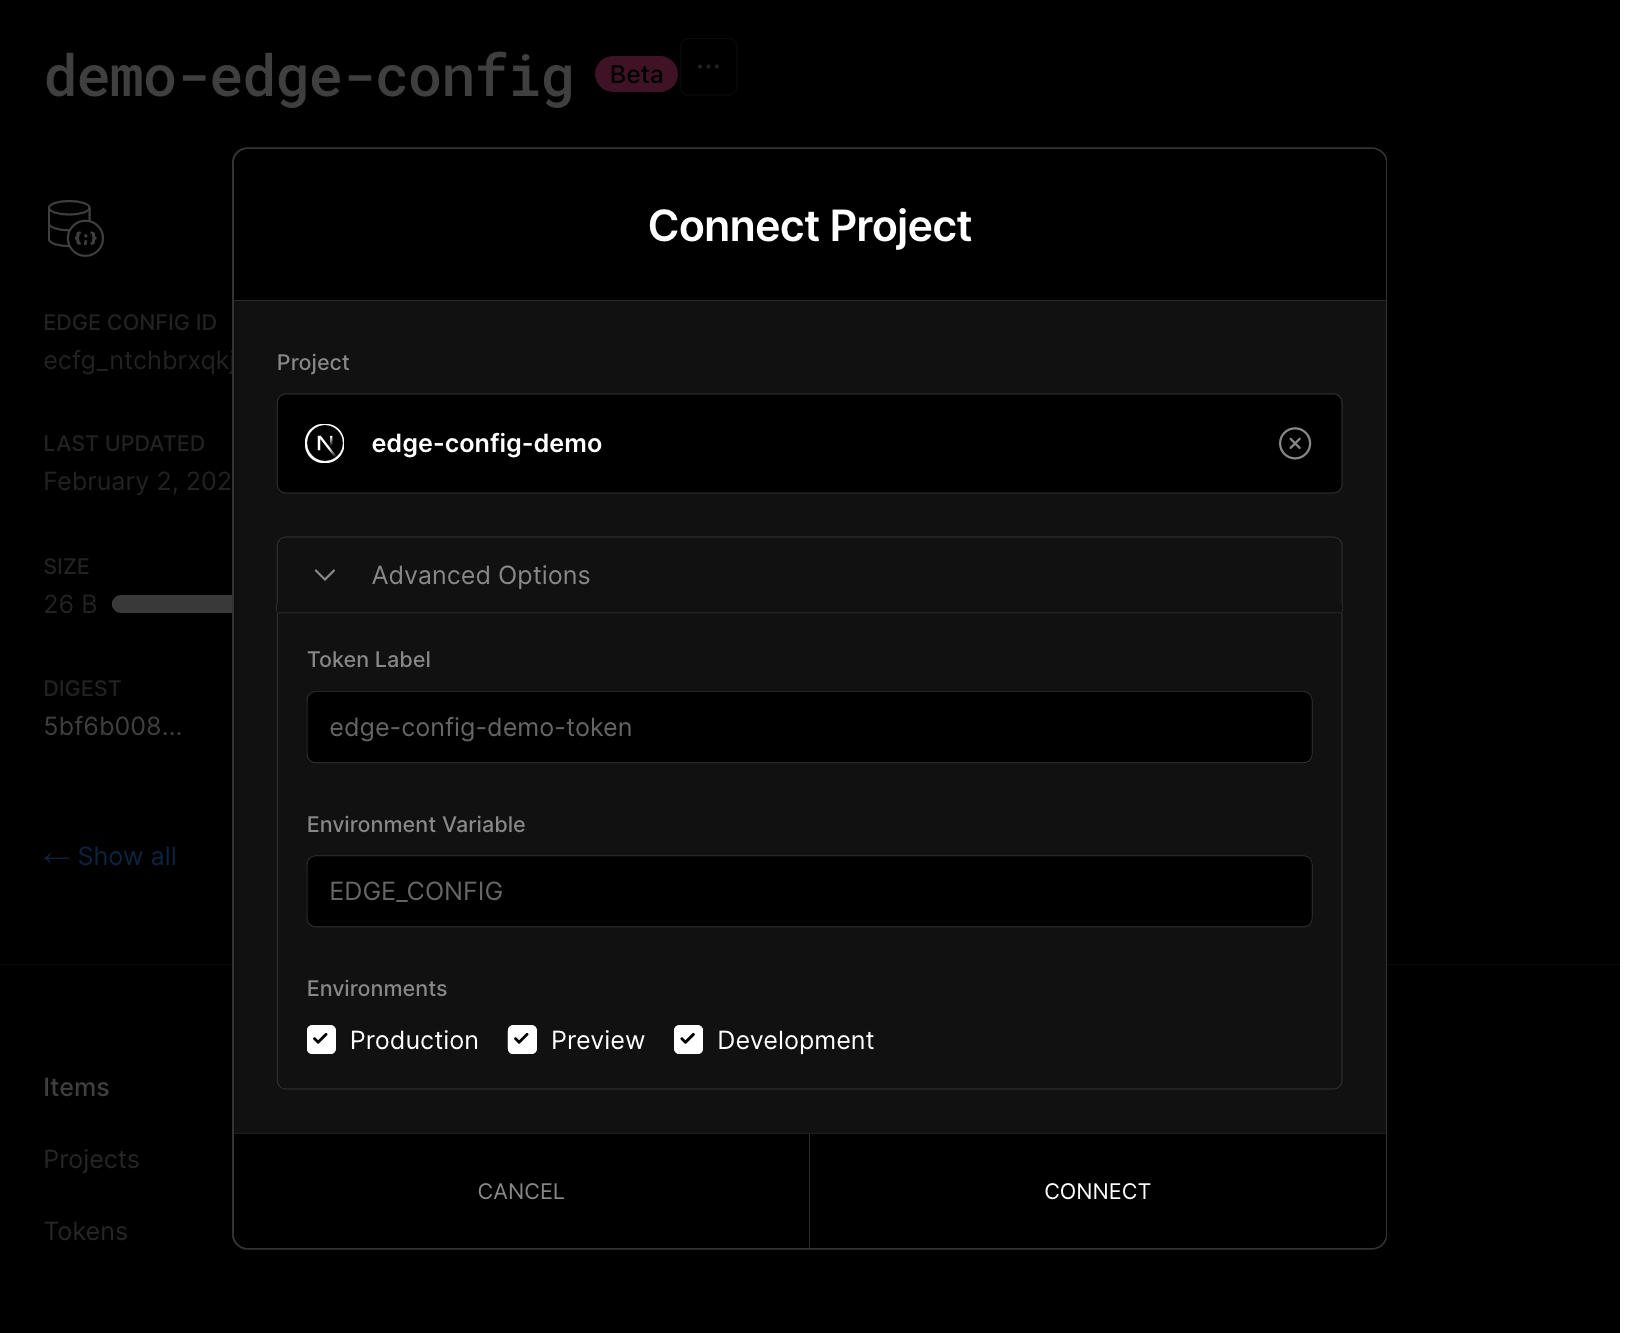 demo-edge-config
Beta
Connect Project
EDGE CONFIG ID
ecfg_ntchbrxqkj
LAST UPDATED
February 2, 202
SIZE
26 B
DIGEST
5bf6b008...
← Show all
Items
Projects
Tokens
Project
edge-config-demo
Advanced Options
Token Label
edge-config-demo-token
Environment Variable
EDGE_CONFIG
Environments
Production Preview Development
CANCEL
CONNECT